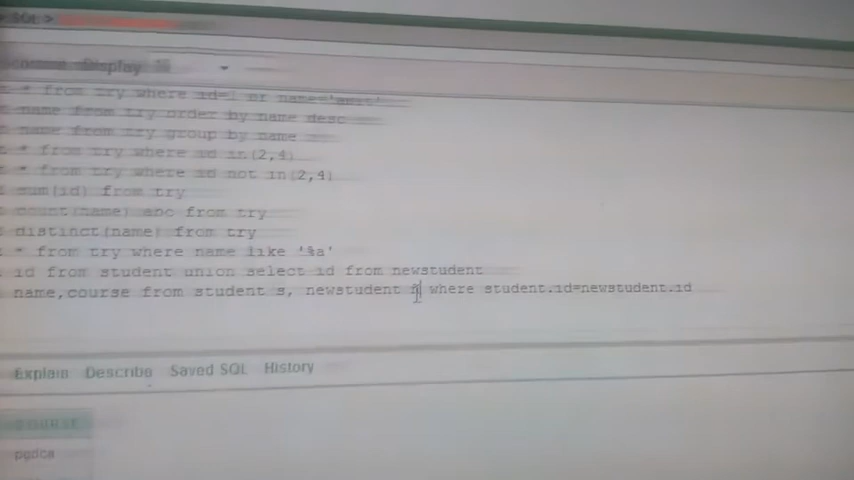 SQL >
Display
* from try where id=1 or name='amit'
name from try order by name desc
name from try group by name
* from try where id in(2,4)
* from try where id not in(2,4)
sum(id) from try
count(name) abc from try
distinct(name) from try
* from try where name like '%a'
id from student union select id from newstudent
name,course from student s, newstudent n where student.id=newstudent.id
Explain Describe Saved SQL History
COURSE
pgdca